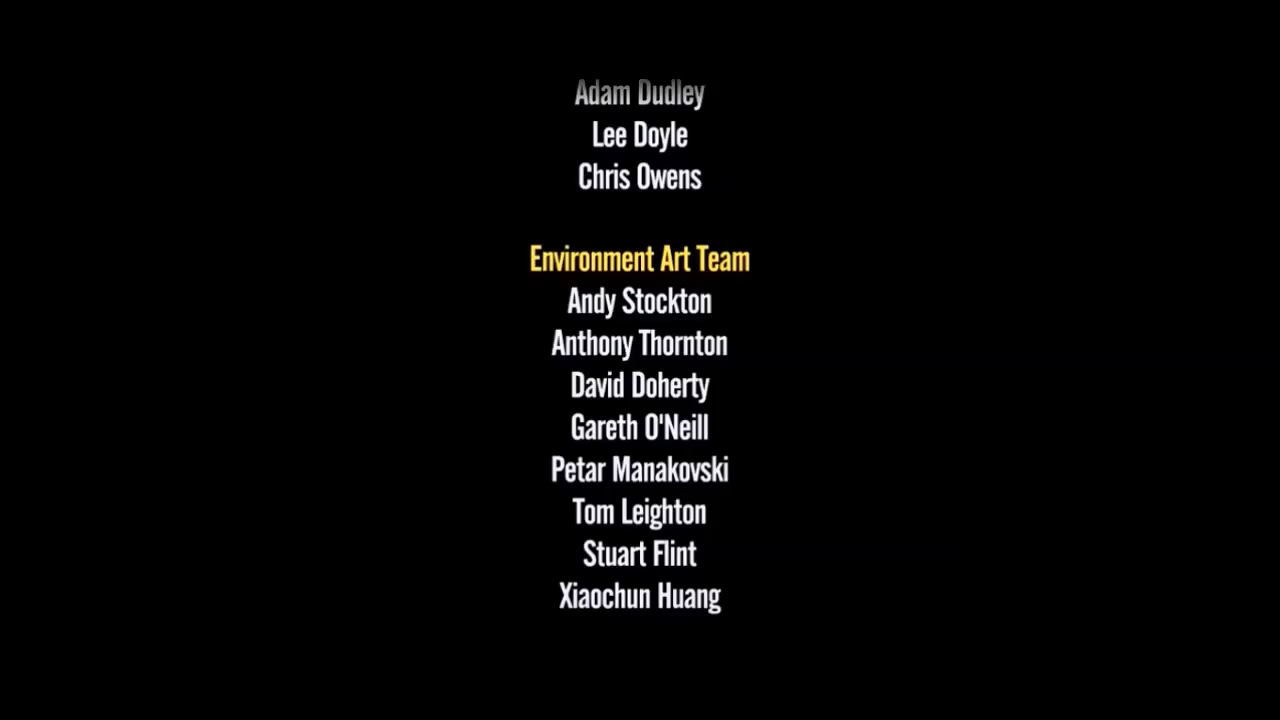 Adam Dudley
Lee Doyle
Chris Owens
Environment Art Team
Andy Stockton
Anthony Thornton
David Doherty
Gareth O'Neill
Petar Manakovski
Tom Leighton
Stuart Flint
Xiaochun Huang